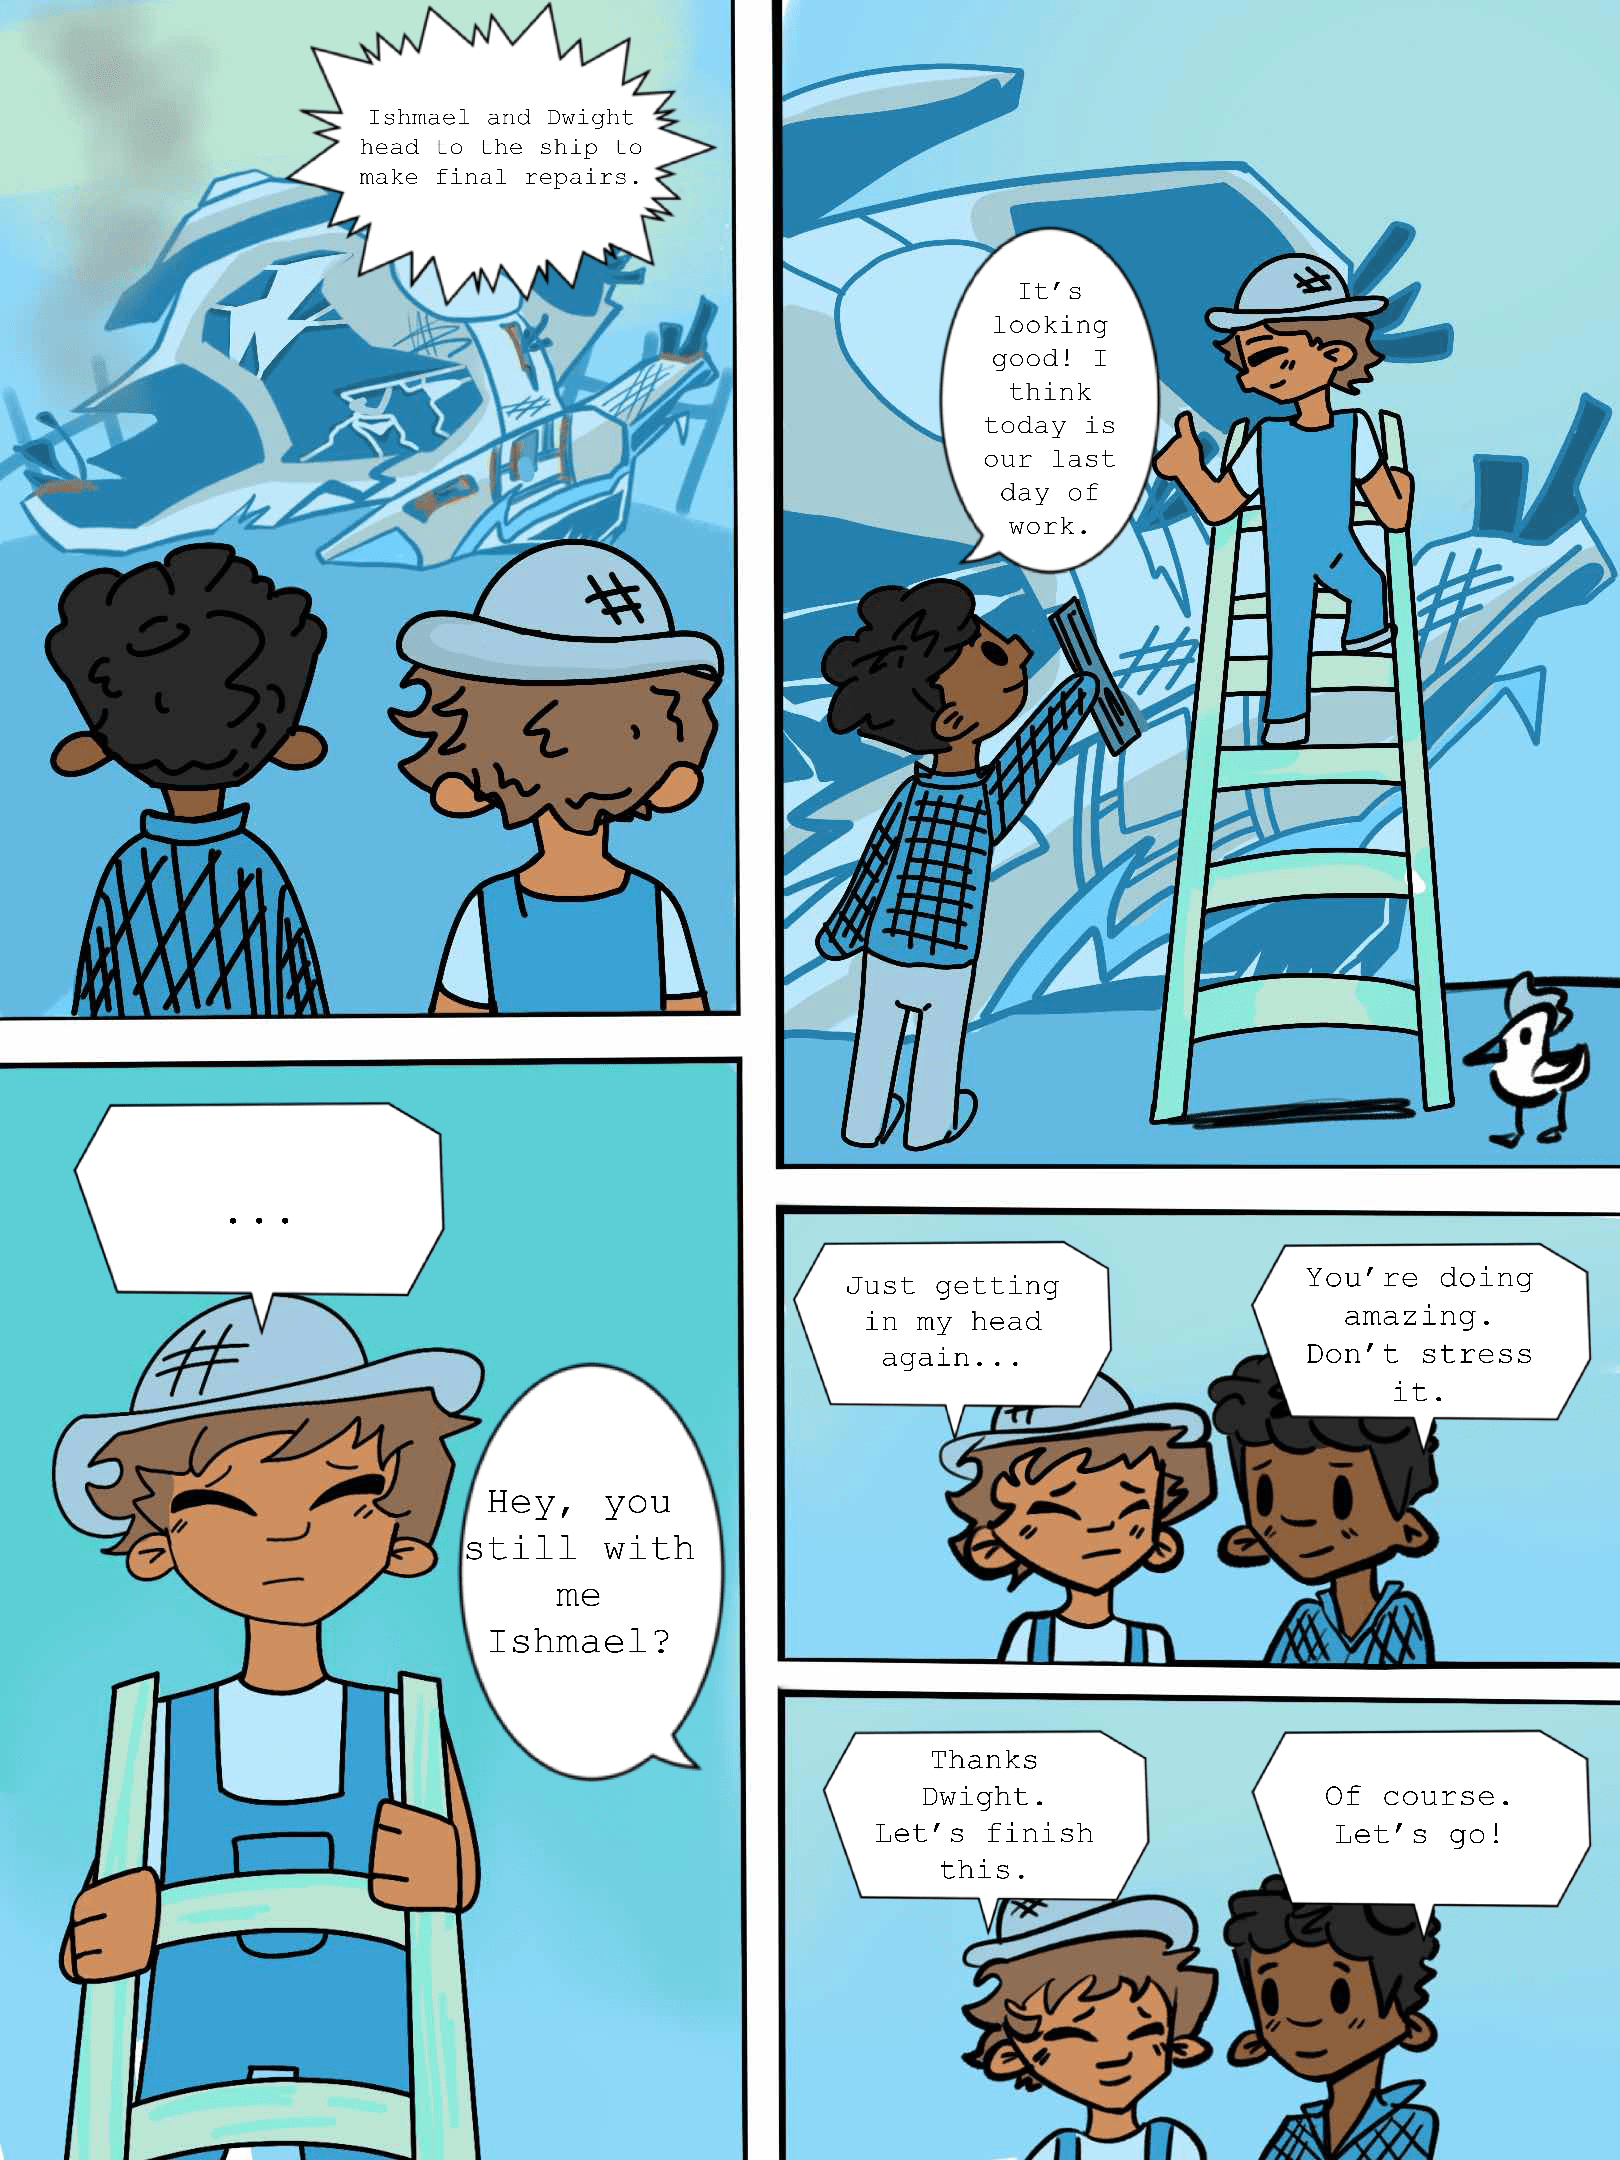 Ishmael and Dwight
head to the ship to
make final repairs.
It's
looking
good! I
think
today is
our last
day of
work.
...
Hey, you
still with
me
Ishmael?
Just getting
in my head
again...
You're doing
amazing.
Don't stress
it.
Thanks
Dwight.
Let's finish
this.
Of course.
Let's go!